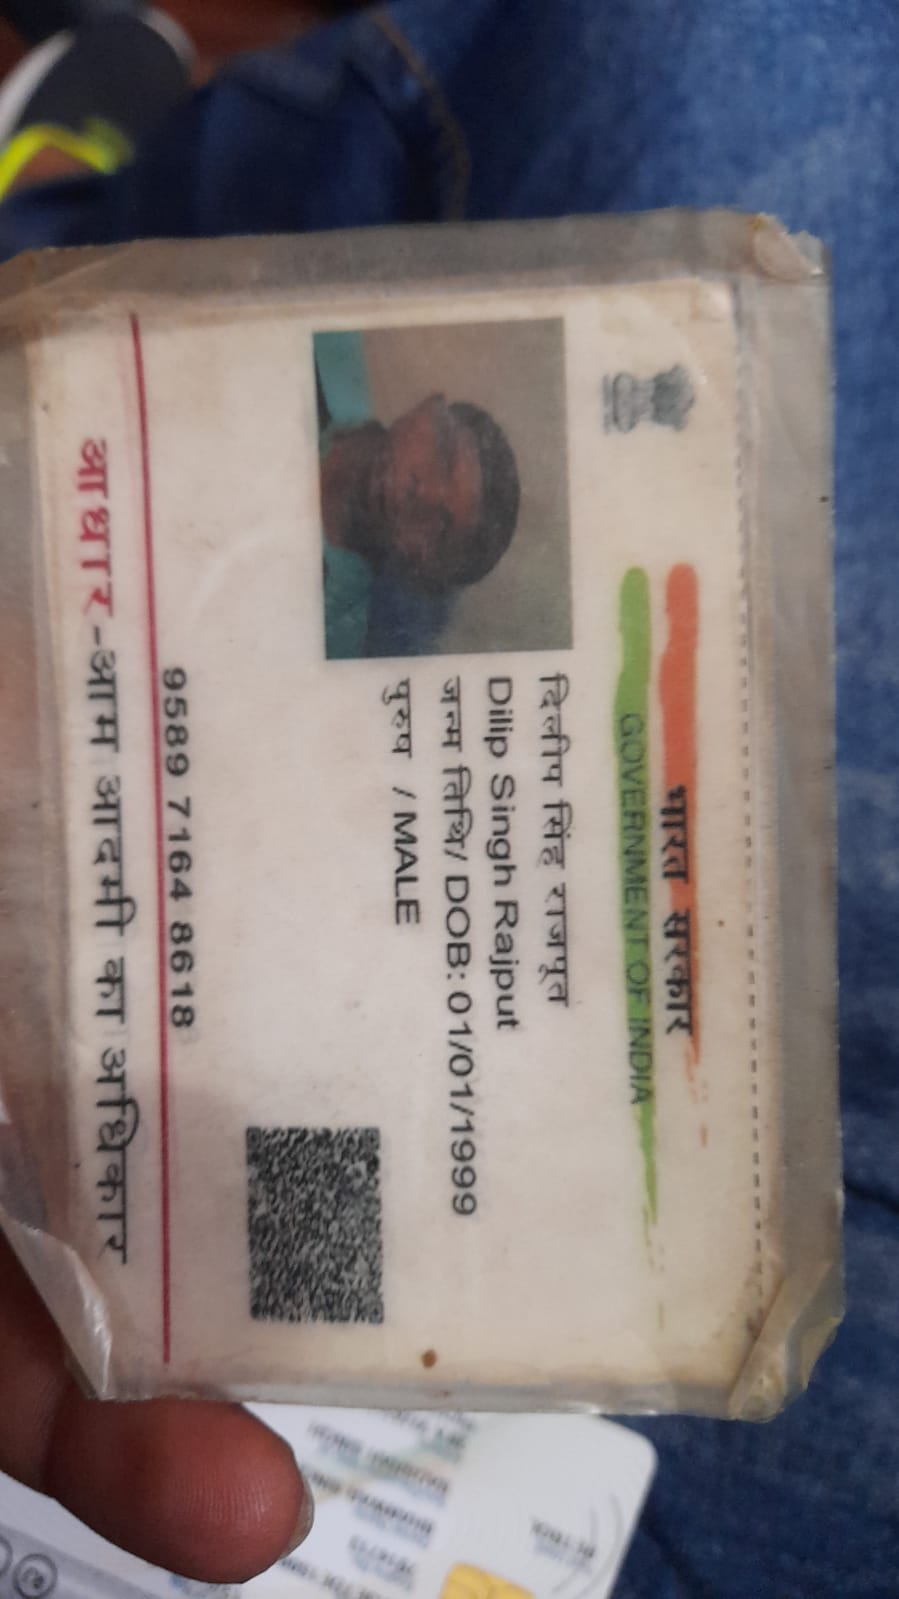 भारत सरकार
GOVERNMENT OF INDIA
दिलीप सिंह राजपूत
Dilip Singh Rajput
जन्म तिथि/ DOB: 01/01/1999
पुरुष / MALE
9589 7164 8618
आधार-आम आदमी का अधिकार